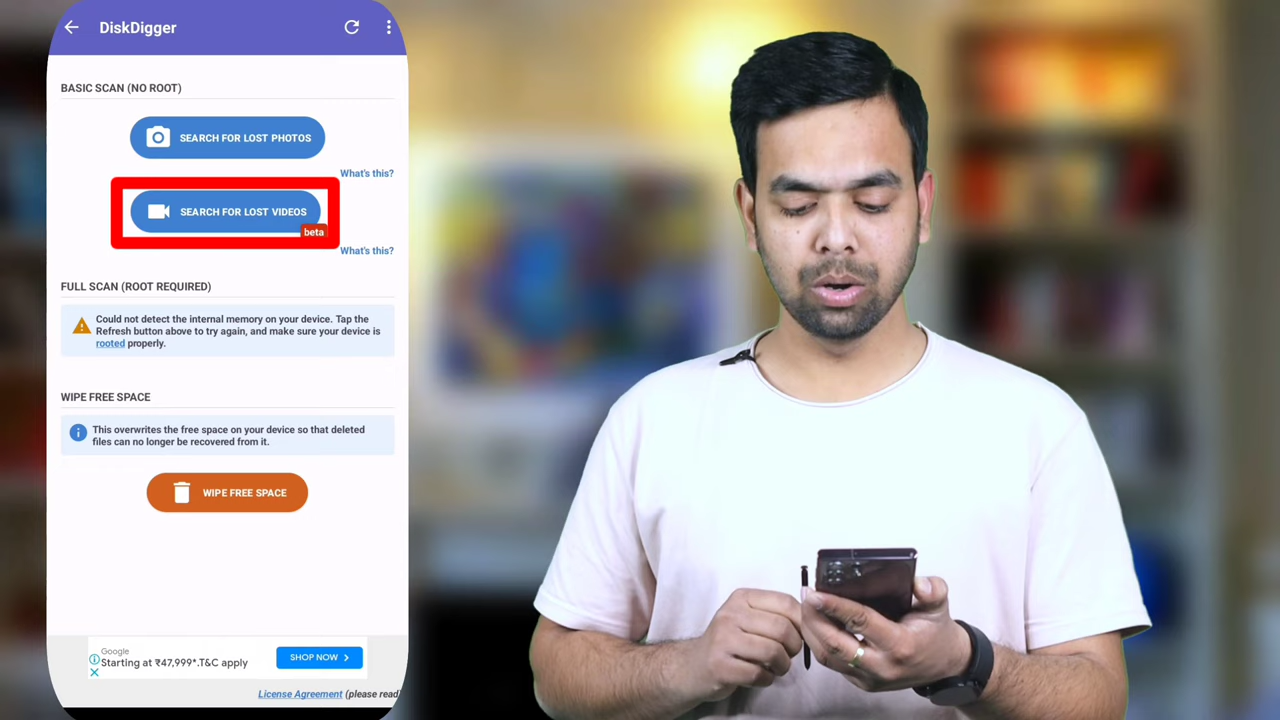 DiskDigger
BASIC SCAN (NO ROOT)
SEARCH FOR LOST PHOTOS
What's this?
SEARCH FOR LOST VIDEOS
beta
What's this?
FULL SCAN (ROOT REQUIRED)
Could not detect the internal memory on your device. Tap the
Refresh button above to try again, and make sure your device is
rooted properly.
WIPE FREE SPACE
This overwrites the free space on your device so that deleted
files can no longer be recovered from it.
WIPE FREE SPACE
Google
Starting at ₹47,999*.T&C apply
SHOP NOW
License Agreement (please read